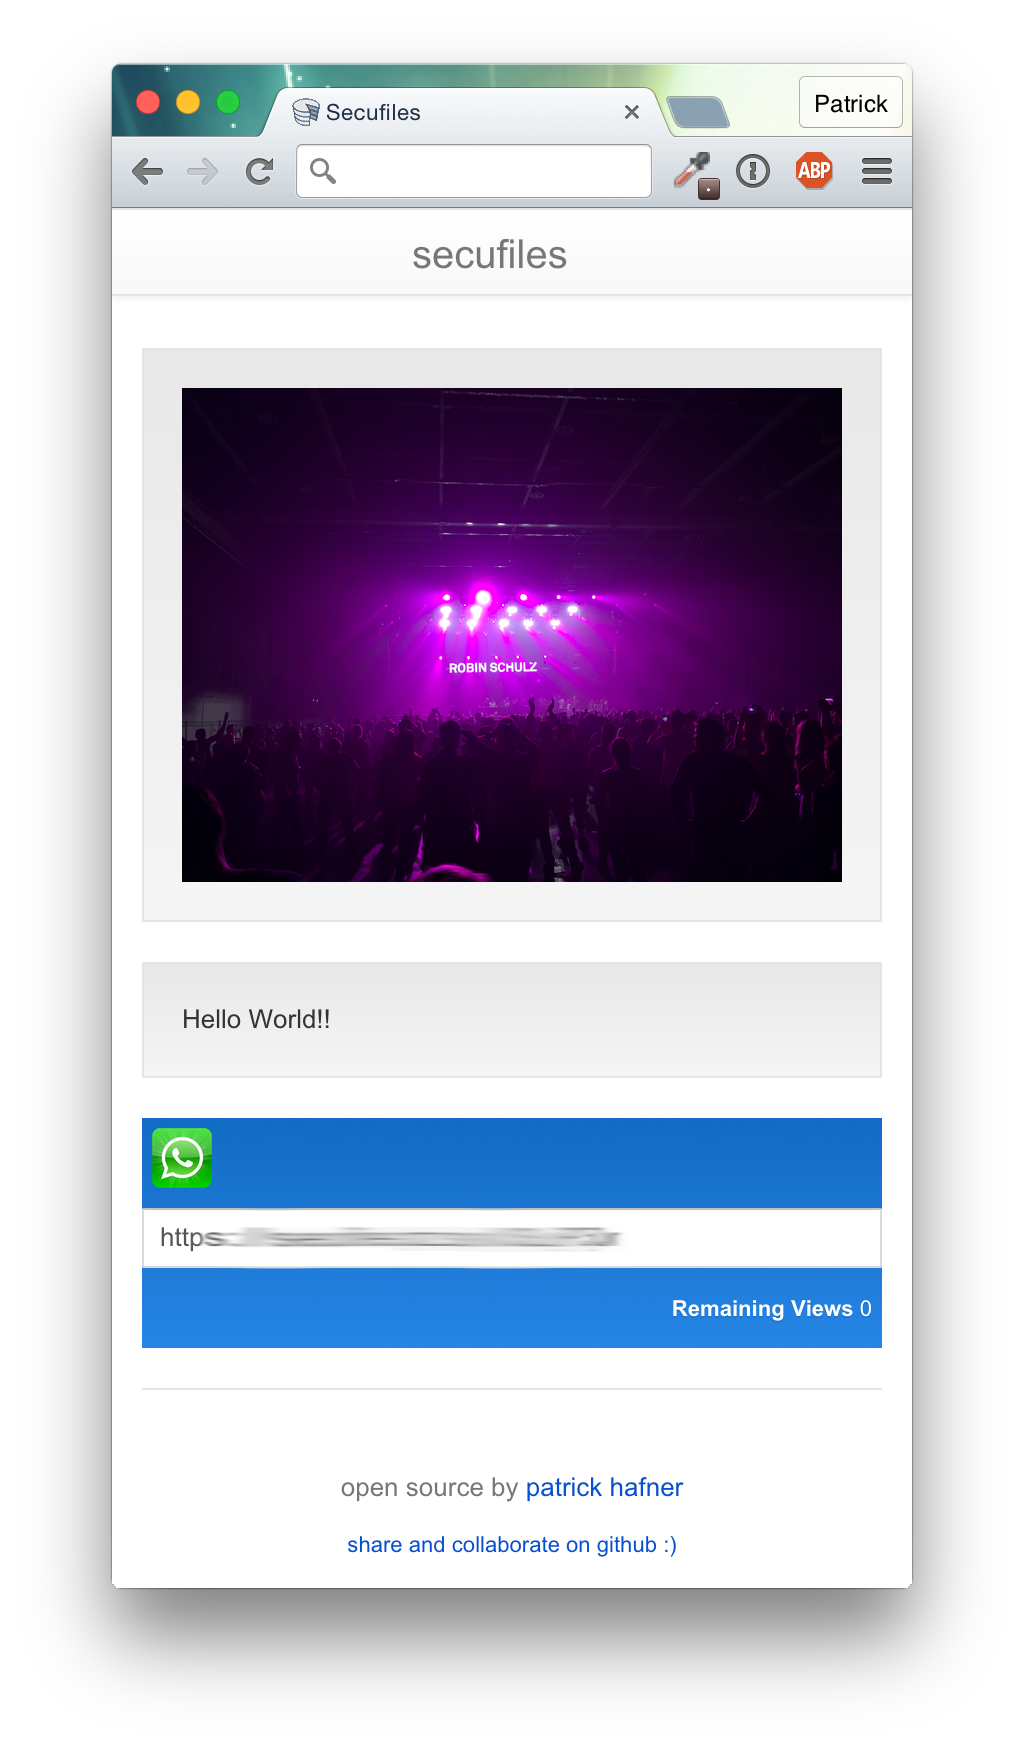 Secufiles
Patrick
ABP
secufiles
ROBIN SCHULZ
Hello World!!
https
Remaining Views 0
open source by patrick hafner
share and collaborate on github :)